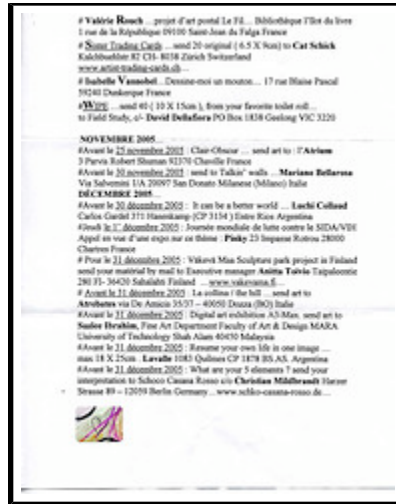 # Valérie Rouch ... projet d'art postal Le Fil... Bibliothèque l'Ilot du livre
1 rue de la République 09100 Saint-Jean du Falga France
# Sister Trading Cards ... send 20 original ( 6.5 X 9cm) to Cat Schick
82 CH- 8038 Zürich Switzerland
www.artist-trading-cards.ch...
# Isabelle Vannobel ... Dessine-moi un mouton... 17 rue Blaise Pascal
59240 Dunkerque France
#WIPE ... send 40 ( 10 X 15cm ), from your favorite toilet roll...
to Field Study, c/- David Dellafiora PO Box 1838 Geelong VIC 3220
NOVEMBRE 2005...
#Avant le 25 novembre 2005 : Clair-Obscur ... send art to : l'Atrium
3 Parvis Robert Shuman 92370 Chaville France
#Avant le 30 novembre 2005 : send to Talkin' walls ... Mariano Bellarosa
Via Salvemini 1/A 20097 San Donato Milanese (Milano) Italie
DÉCEMBRE 2005...
#Avant le 30 décembre 2005 : It can be a better world ... Luchi Collaud
Carlos Gardel 371 Hasenkamp (CP 3134 ) Entre Rios Argentina
#Jeudi le 1° décembre 2005 : Journée mondiale de lutte contre le SIDA/VIH
Appel en vue d'une expo sur ce thème : Pinky 23 Impasse Rotrou 28000
Chartres France
# Pour le 31 décembre 2005 : Väkevä Maa Sculpture park project in Finland
send your matérial by mail to Executive manager Anitta Toivio Taipaleentie
280 FI- 36420 Sahalahti Finland ... www.vakevamaa.fi...
# Avant le 31 décembre 2005 : La collina / the hill ... send art to
Atrebates via De Amicis 35/37 – 40050 Dozza (BO) Italie
#Avant le 31 décembre 2005 : Digital art exhibition A3-Max. send art to
Saslee Ibrahim, Fine Art Department Faculty of Art & Design MARA
University of Technology Shah Alam 40450 Malaysia
#Avant le 31 décembre 2005 : Resume your own life in one image ...
max 18 X 25cm . Lavalle 1083 Quilmes CP 1878 BS.AS. Argentina
#Avant le 31 décembre 2005 : What are your 5 elements ? send your
interpretation to Schoco Casana Rosso c/o Christian Mildbrandt Harzer
Strasse 89 – 12059 Berlin Germany ... www.schko-casana-rosso.de...